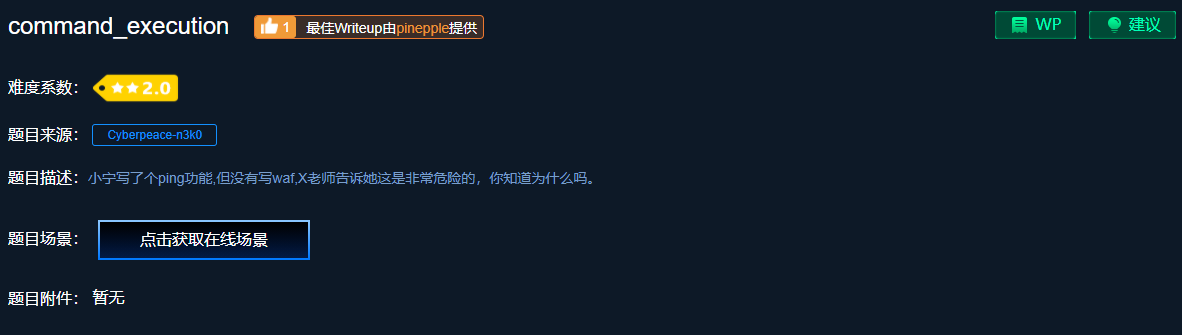 command_execution 1 最佳Writeup由pinepple提供 WP 建议
难度系数： 2.0
题目来源： Cyberpeace-n3k0
题目描述：小宁写了个ping功能,但没有写waf,X老师告诉她这是非常危险的，你知道为什么吗。
题目场景： 点击获取在线场景
题目附件： 暂无